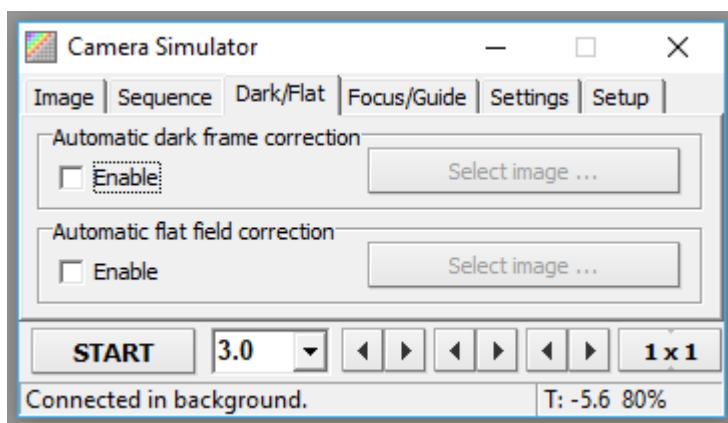 Camera Simulator
Image Sequence Dark/Flat Focus/Guide Settings Setup
Automatic dark frame correction
Enable Select image ...
Automatic flat field correction
Enable Select image ...
START 3.0 1 x 1
Connected in background. T: -5.6 80%